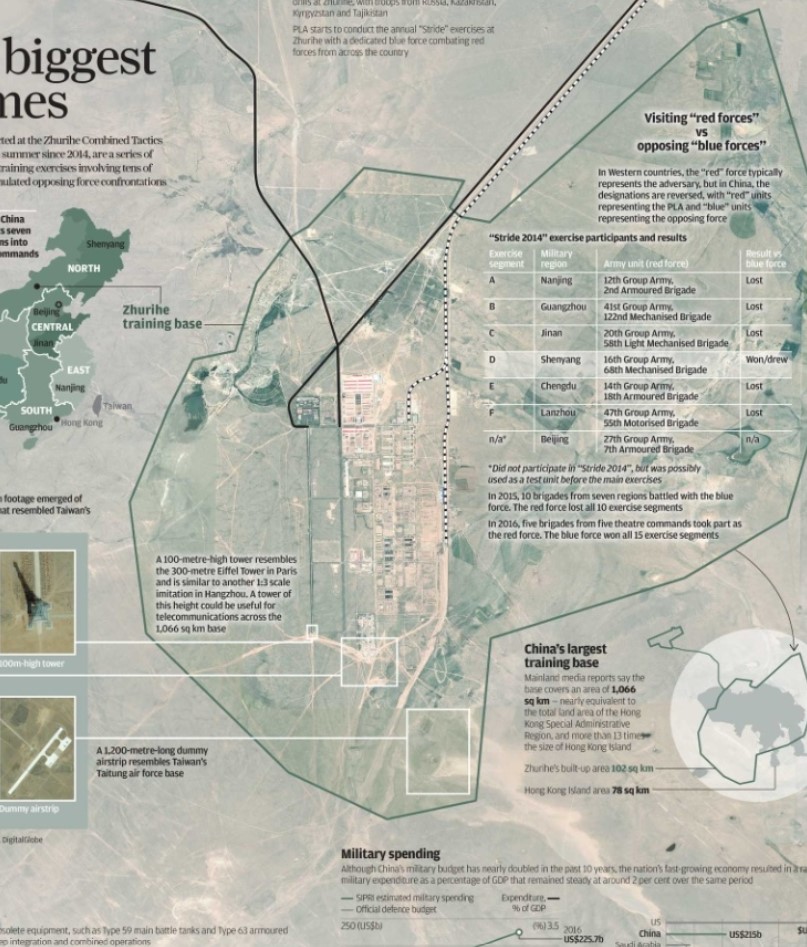 units at Zhurihe, with troops from Russia, Kazakhstan,
Kyrgyzstan and Tajikistan
PLA starts to conduct the annual "Stride" exercises at
Zhurihe with a dedicated blue force combating red
forces from across the country
biggest
mes
cted at the Zhurihe Combined Tactics
summer since 2014, are a series of
raining exercises involving tens of
mulated opposing force confrontations
China
s seven
ns into
ommands
Shenyang
NORTH
Beijing
CENTRAL
Jinan
EAST
du
Nanjing
SOUTH
Taiwan
Guangzhou
Hong Kong
Zhurihe
training base
Visiting "red forces"
vs
opposing "blue forces"
In Western countries, the "red" force typically
represents the adversary, but in China, the
designations are reversed, with "red" units
representing the PLA and "blue" units
representing the opposing force
"Stride 2014" exercise participants and results
Exercise segment Military region Army unit (red force) Result vs blue force
A Nanjing 12th Group Army, 2nd Armoured Brigade Lost
B Guangzhou 41st Group Army, 122nd Mechanised Brigade Lost
C Jinan 20th Group Army, 58th Light Mechanised Brigade Lost
D Shenyang 16th Group Army, 68th Mechanised Brigade Won/drew
E Chengdu 14th Group Army, 18th Armoured Brigade Lost
F Lanzhou 47th Group Army, 55th Motorised Brigade Lost
n/a* Beijing 27th Group Army, 7th Armoured Brigade n/a
*Did not participate in "Stride 2014", but was possibly
used as a test unit before the main exercises
In 2015, 10 brigades from seven regions battled with the blue
force. The red force lost all 10 exercise segments
In 2016, five brigades from five theatre commands took part as
the red force. The blue force won all 15 exercise segments
footage emerged of
hat resembled Taiwan's
A 100-metre-high tower resembles
the 300-metre Eiffel Tower in Paris
and is similar to another 1:3 scale
imitation in Hangzhou. A tower of
this height could be useful for
telecommunications across the
1,066 sq km base
100m-high tower
A 1,200-metre-long dummy
airstrip resembles Taiwan's
Taitung air force base
Dummy airstrip
DigitalGlobe
China's largest
training base
Mainland media reports say the
base covers an area of 1,066
sq km – nearly equivalent to
the total land area of the Hong
Kong Special Administrative
Region, and more than 13 times
the size of Hong Kong Island
Zhurihe's built-up area 102 sq km
Hong Kong Island area 78 sq km
Military spending
Although China's military budget has nearly doubled in the past 10 years, the nation's fast-growing economy resulted in a ra
military expenditure as a percentage of GDP that remained steady at around 2 per cent over the same period
SIPRI estimated military spending
Official defence budget
Expenditure,
% of GDP
250 (US$b)
(%) 3.5
2016
US$225.7b
US
China
US$215b
Saudi Arabia
solete equipment, such as Type 59 main battle tanks and Type 63 armoured
ep integration and combined operations